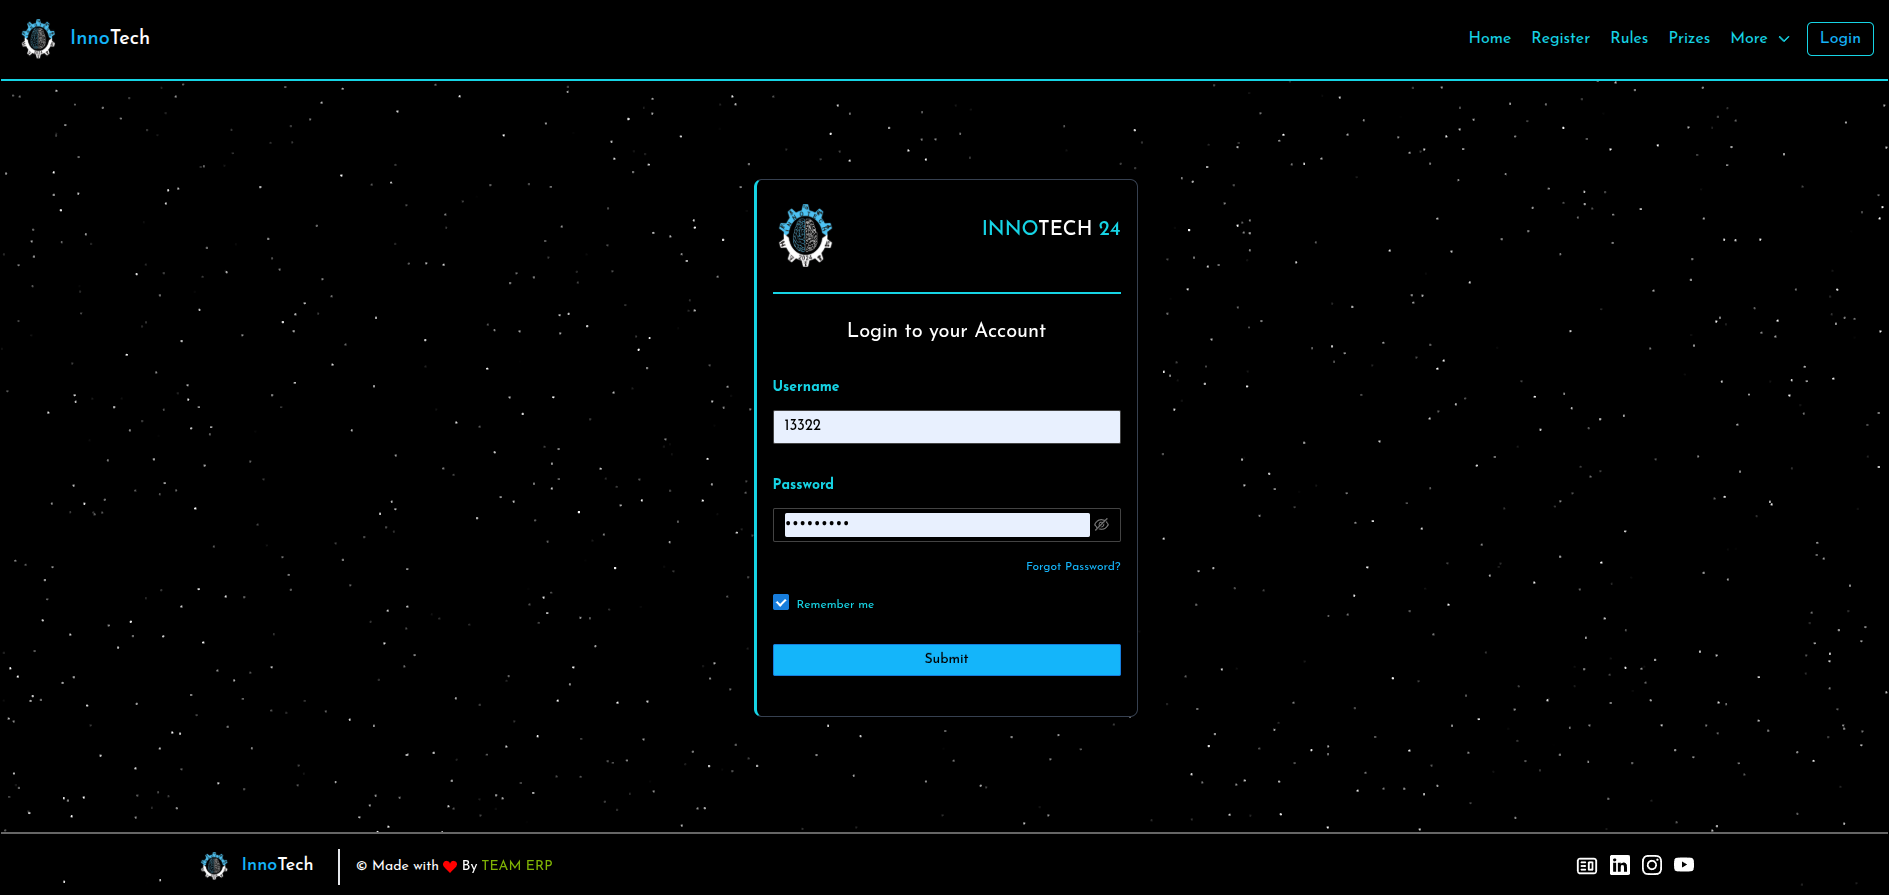 InnoTech
Home Register Rules Prizes More Login
INNOTECH 24
Login to your Account
Username
13322
Password
•••••••••
Forgot Password?
Remember me
Submit
InnoTech
© Made with ❤ By TEAM ERP